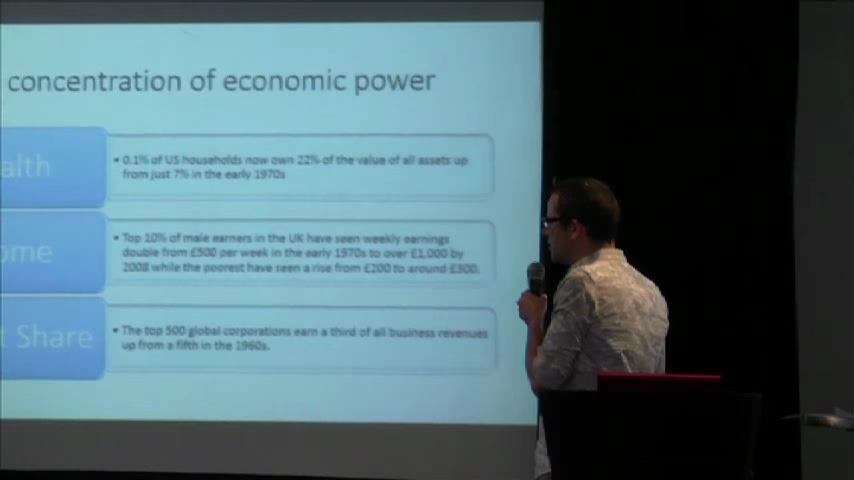 concentration of economic power
alth
• 0.1% of US households now own 22% of the value of all assets up
from just 7% in the early 1970s
ome
• Top 10% of male earners in the UK have seen weekly earnings
double from £500 per week in the early 1970s to over £1,000 by
2008 while the poorest have seen a rise from £200 to around £300.
t Share
• The top 500 global corporations earn a third of all business revenues
up from a fifth in the 1960s.